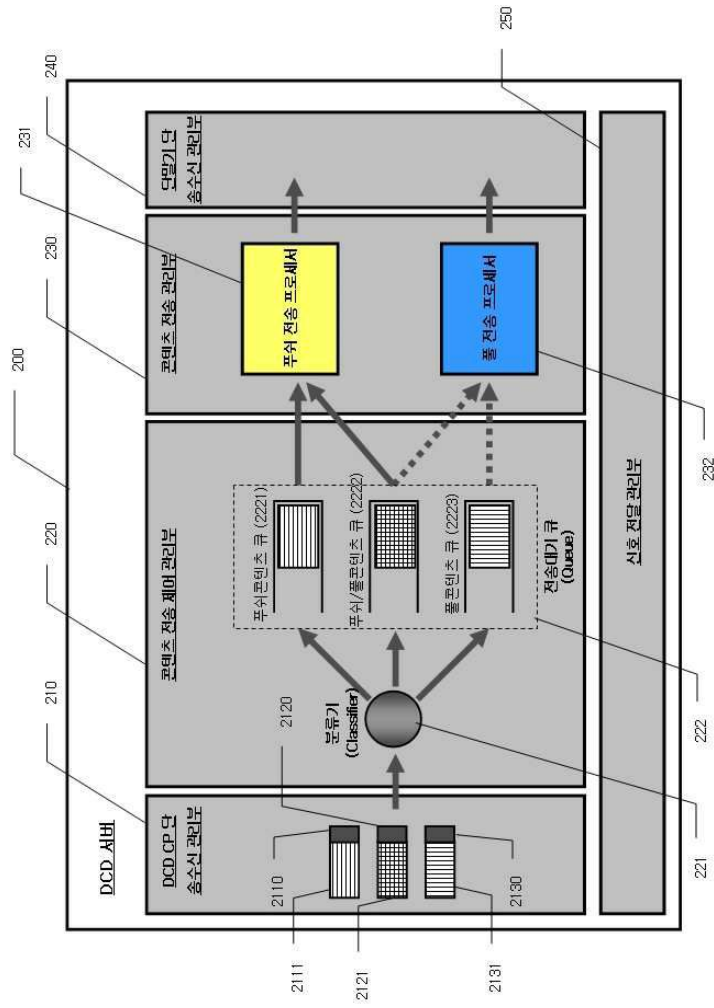 200
210
220
230
231
240
250
DCD 서버
DCD CP 단
송수신 관리부
콘텐츠 전송 제어 관리부
콘텐츠 전송 관리부
단말기 단
송수신 관리부
2110
2111
2120
2121
2130
2131
분류기
(Classifier)
푸쉬콘텐츠 큐 (2221)
푸쉬/풀콘텐츠 큐 (2222)
풀콘텐츠 큐 (2223)
전송대기 큐
(Queue)
푸쉬 전송 프로세서
풀 전송 프로세서
신호 전달 관리부
221
222
232